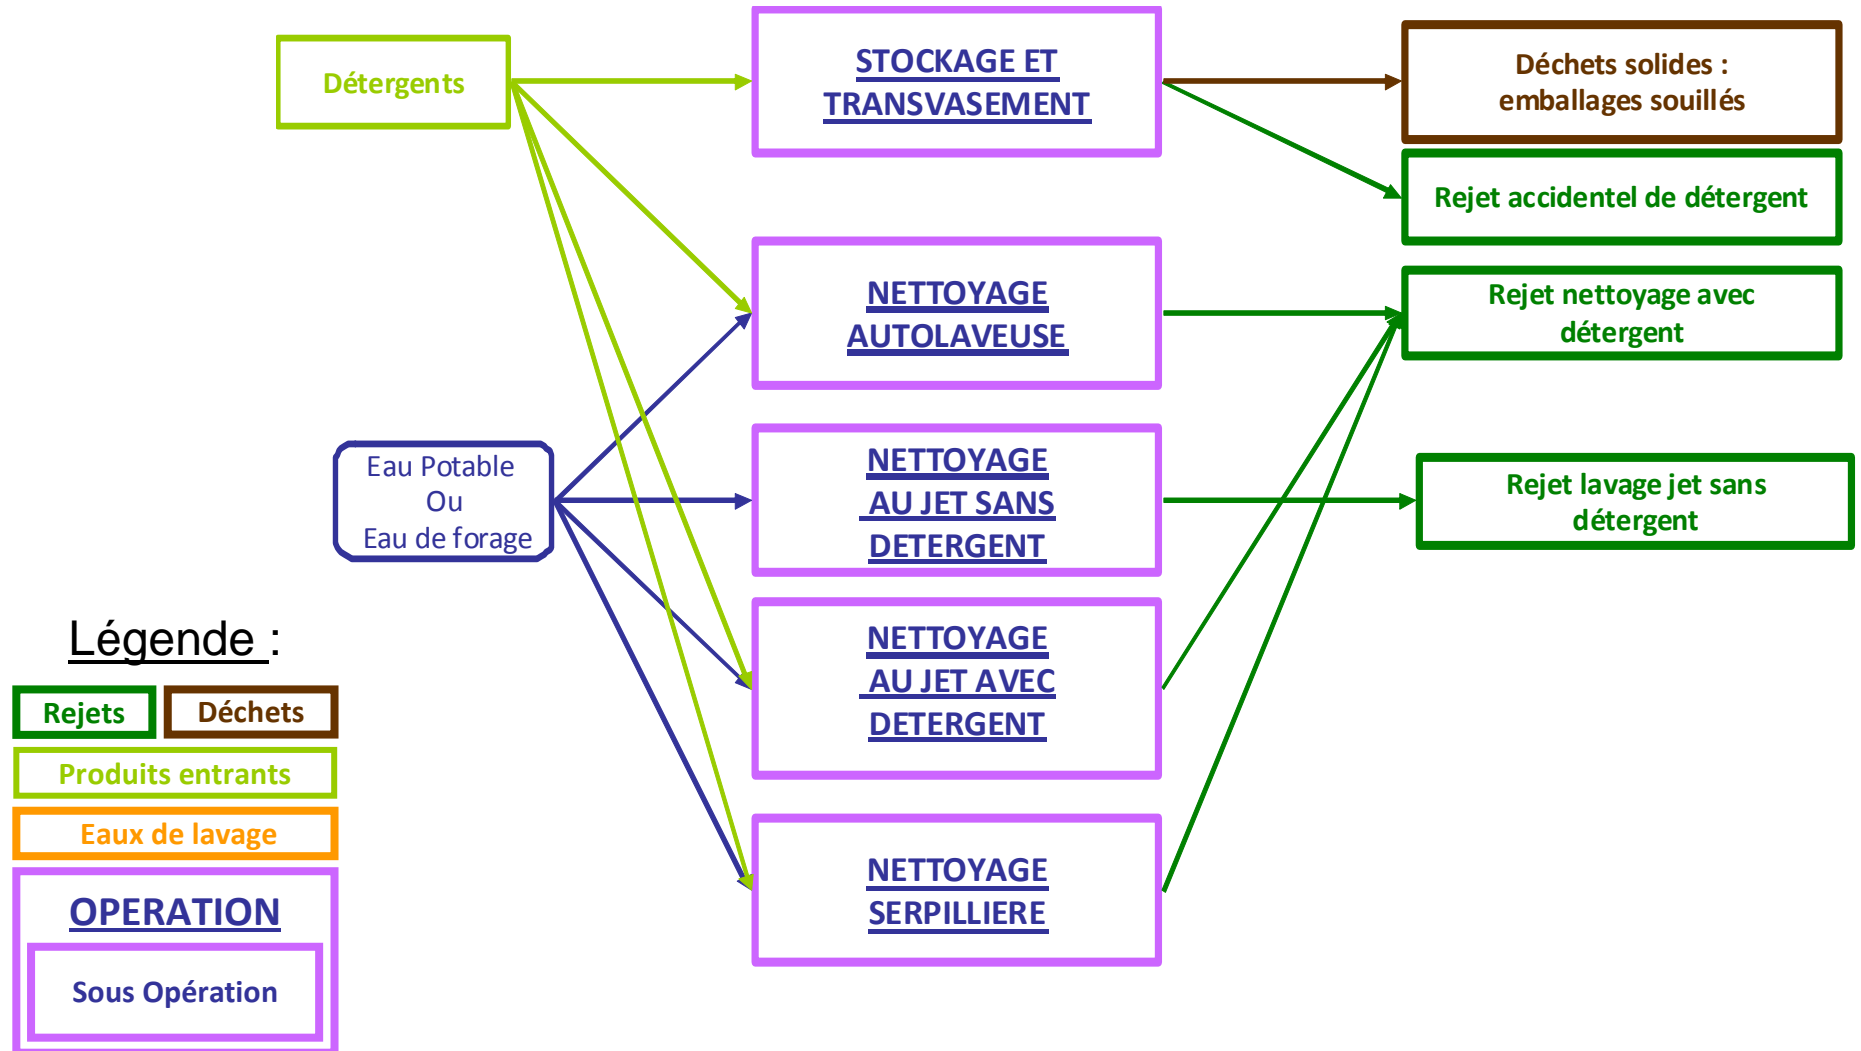 Détergents
STOCKAGE ET
TRANSVASEMENT
Déchets solides :
emballages souillés
Rejet accidentel de détergent
NETTOYAGE
AUTOLAVEUSE
Rejet nettoyage avec
détergent
Eau Potable
Ou
Eau de forage
NETTOYAGE
AU JET SANS
DETERGENT
Rejet lavage jet sans
détergent
NETTOYAGE
AU JET AVEC
DETERGENT
NETTOYAGE
SERPILLIERE
Légende :
Rejets
Déchets
Produits entrants
Eaux de lavage
OPERATION
Sous Opération